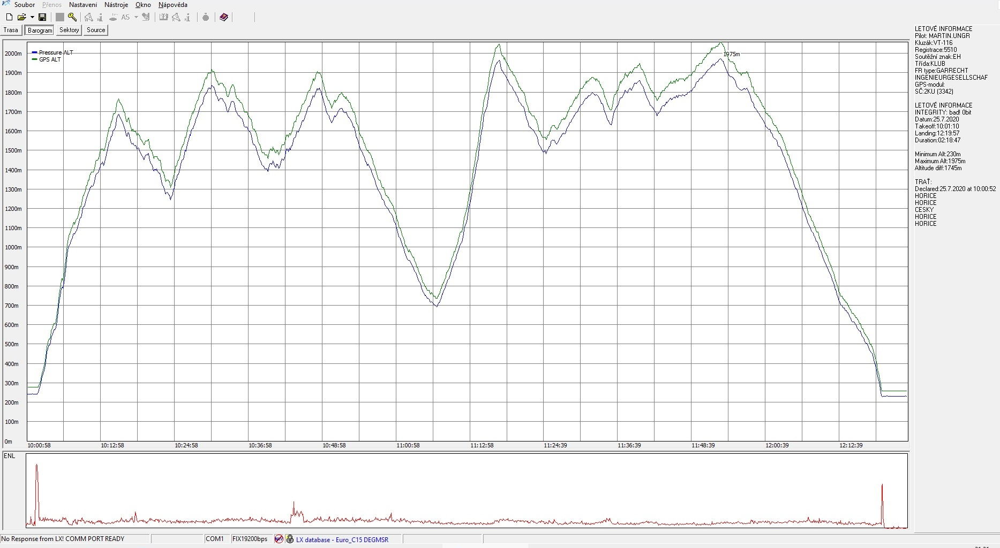 Soubor Přenos Nastavení Nástroje Okno Nápověda
AS
Trasa Barogram Sektory Source
Pressure ALT
GPS ALT
1975m
2000m
1900m
1800m
1700m
1600m
1500m
1400m
1300m
1200m
1100m
1000m
900m
800m
700m
600m
500m
400m
300m
200m
100m
0m
10:00:58 10:12:58 10:24:58 10:36:58 10:48:58 11:00:58 11:12:58 11:24:39 11:36:39 11:48:39 12:00:39 12:12:39
ENL
LETOVÉ INFORMACE
Pilot: MARTIN.UNGR
Kluzák:VT-116
Registrace:5510
Soutěžní znak:EH
Třída:KLUB
FR type:GARRECHT
INGENIEURGESELLSCHAF
GPS-modul:
SČ:2KU (3342)
LETOVÉ INFORMACE
INTEGRITY: bad! 0bit
Datum:25.7.2020
Takeoff:10:01:10
Landing:12:19:57
Duration:02:18:47
Minimum Alt:230m
Maximum Alt:1975m
Altitude diff:1745m
TRAŤ:
Declared:25.7.2020 at 10:00:52
HORICE
HORICE
CESKY
HORICE
HORICE
No Response from LX! COMM PORT READY COM1 FIX19200bps NAV LX database - Euro_C15 DEGMSR